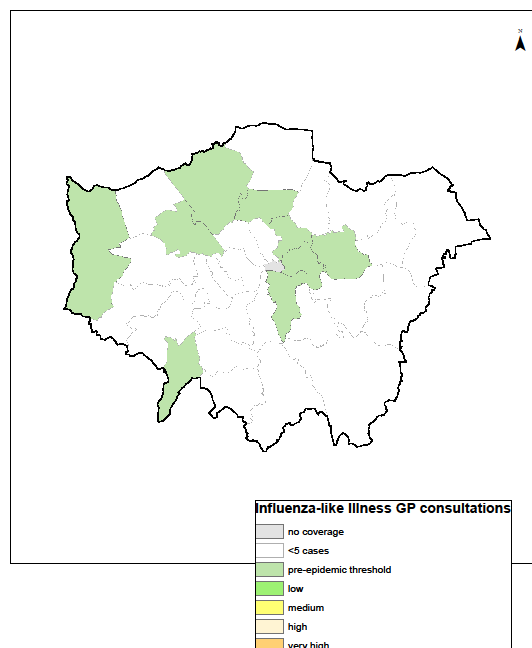 N
Influenza-like Illness GP consultations
no coverage
<5 cases
pre-epidemic threshold
low
medium
high
very high